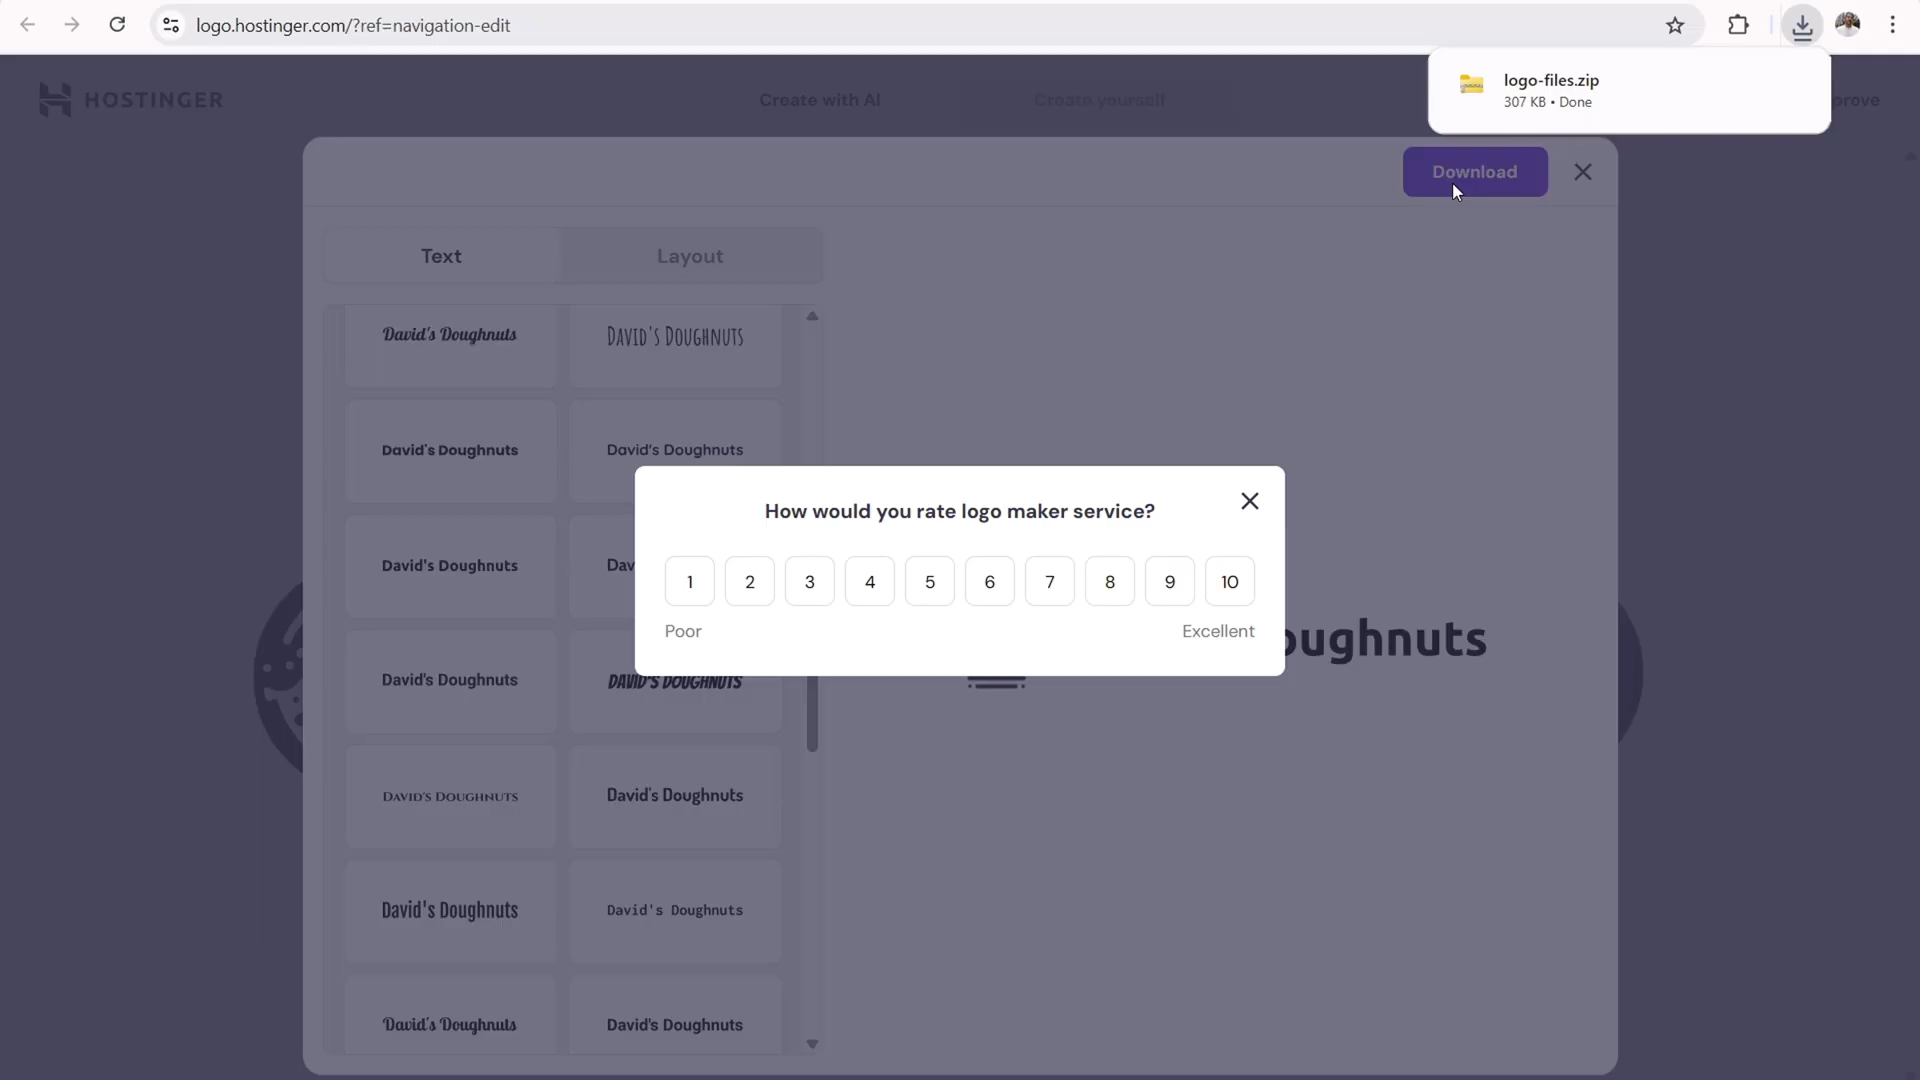 logo.hostinger.com/?ref=navigation-edit
logo-files.zip
307 KB • Done
HOSTINGER
Create with AI
Create yourself
prove
Download
Text
Layout
David's Doughnuts
David's Doughnuts
David's Doughnuts
David's Doughnuts
David's Doughnuts
Dav
How would you rate logo maker service?
1 2 3 4 5 6 7 8 9 10
Poor
Excellent
oughnuts
David's Doughnuts
David's Doughnuts
David's Doughnuts
David's Doughnuts
David's Doughnuts
David's Doughnuts
David's Doughnuts
David's Doughnuts